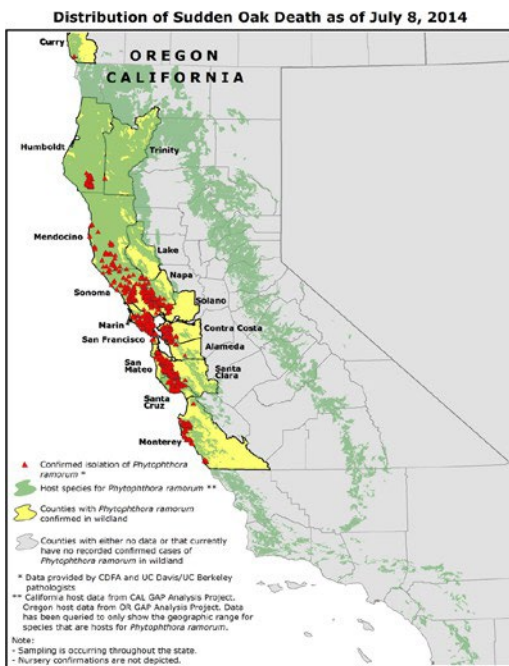 Distribution of Sudden Oak Death as of July 8, 2014
Curry
OREGON
CALIFORNIA
Humboldt
Trinity
Mendocino
Lake
Napa
Sonoma
Solano
Marin
Contra Costa
San Francisco
Alameda
San
Mateo
Santa
Clara
Santa
Cruz
Monterey
Confirmed isolation of Phytophthora
ramorum *
Host species for Phytophthora ramorum **
Counties with Phytophthora ramorum
confirmed in wildland
Counties with either no data or that currently
have no recorded confirmed cases of
Phytophthora ramorum in wildland
* Data provided by CDFA and UC Davis/UC Berkeley
pathologists
** California host data from CAL GAP Analysis Project.
Oregon host data from OR GAP Analysis Project. Data
has been queried to only show the geographic range for
species that are hosts for Phytophthora ramorum.
Note:
- Sampling is occurring throughout the state.
- Nursery confirmations are not depicted.